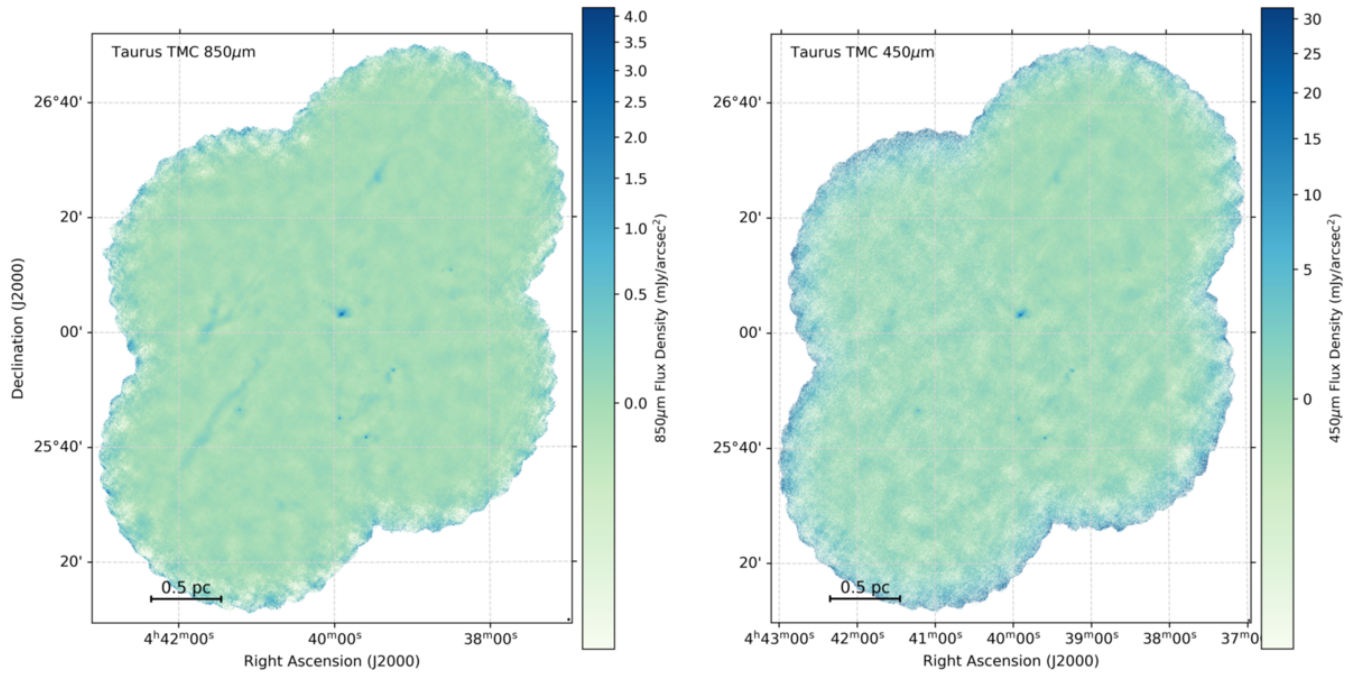 Taurus TMC 850μm
26°40'
20'
00'
25°40'
20'
Declination (J2000)
0.5 pc
4ʰ42ᵐ00ˢ
40ᵐ00ˢ
38ᵐ00ˢ
Right Ascension (J2000)
4.0
3.5
3.0
2.5
2.0
1.5
1.0
0.5
0.0
850μm Flux Density (mJy/arcsec²)
Taurus TMC 450μm
26°40'
20'
00'
25°40'
20'
0.5 pc
4ʰ43ᵐ00ˢ
42ᵐ00ˢ
41ᵐ00ˢ
40ᵐ00ˢ
39ᵐ00ˢ
38ᵐ00ˢ
37ᵐ0
Right Ascension (J2000)
30
25
20
15
10
5
0
450μm Flux Density (mJy/arcsec²)